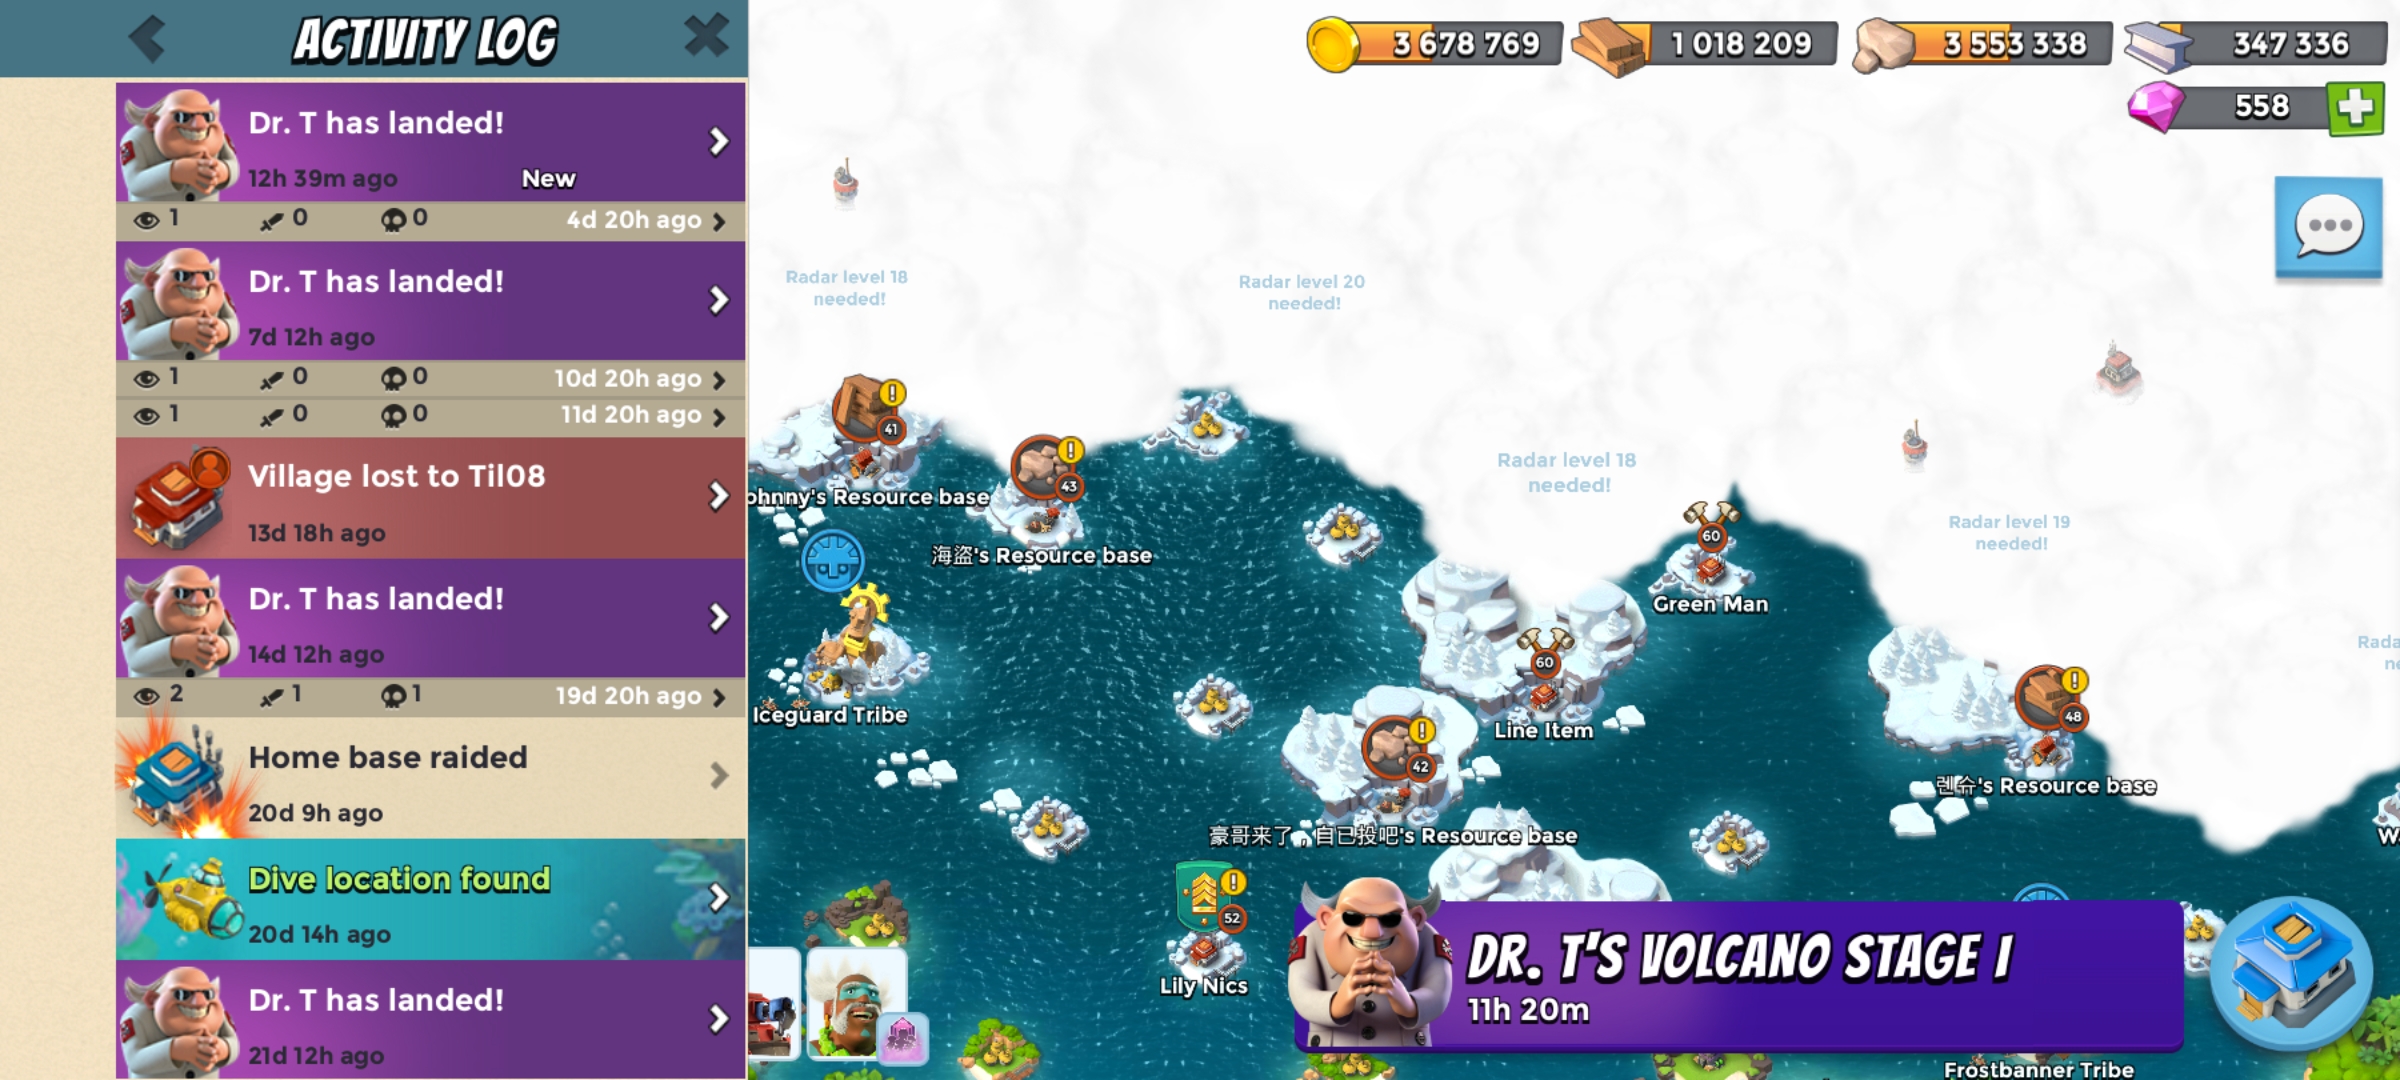 ACTIVITY LOG
Dr. T has landed!
12h 39m ago
New
1 0 0 4d 20h ago
Dr. T has landed!
7d 12h ago
1 0 0 10d 20h ago
1 0 0 11d 20h ago
Village lost to Til08
13d 18h ago
Dr. T has landed!
14d 12h ago
2 1 1 19d 20h ago
Home base raided
20d 9h ago
Dive location found
20d 14h ago
Dr. T has landed!
21d 12h ago
3 678 769
1 018 209
3 553 338
347 336
558
Radar level 18
needed!
Radar level 20
needed!
41
ohnny's Resource base
43
海盗's Resource base
Radar level 18
needed!
60
Green Man
Radar level 19
needed!
Rada
ne
Iceguard Tribe
60
Line Item
48
렌슈's Resource base
42
豪哥来了，自已投吧's Resource base
W
52
Lily Nics
DR. T'S VOLCANO STAGE I
11h 20m
Frostbanner Tribe